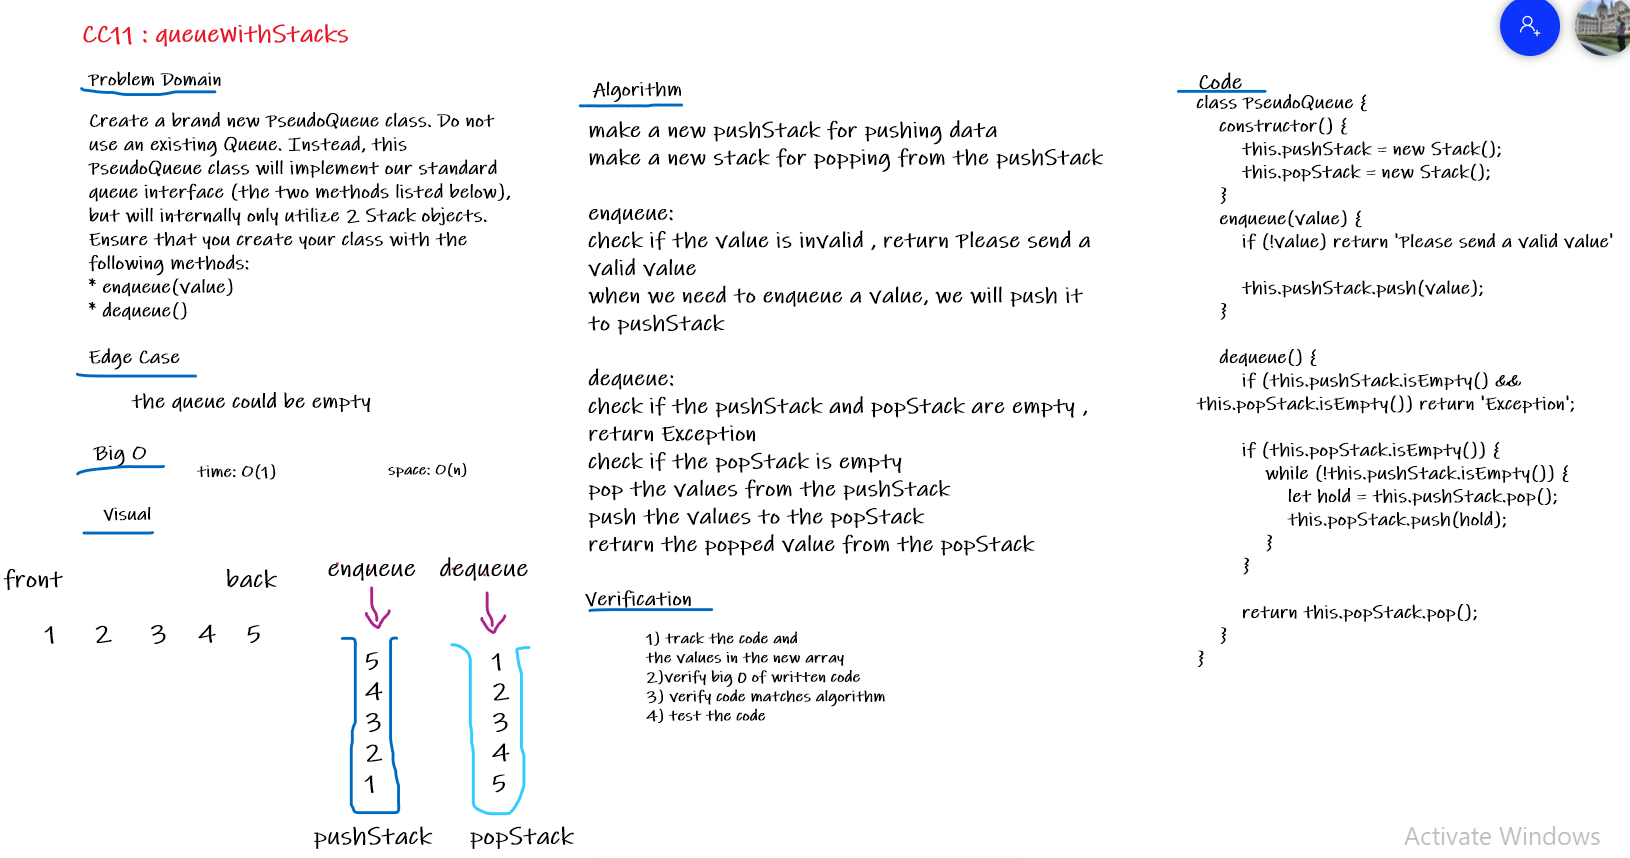 CC11 : queueWithStacks
Problem Domain
Create a brand new PseudoQueue class. Do not
use an existing Queue. Instead, this
PseudoQueue class will implement our standard
queue interface (the two methods listed below),
but will internally only utilize 2 Stack objects.
Ensure that you create your class with the
following methods:
* enqueue(value)
* dequeue()
Edge Case
the queue could be empty
Big O
time: O(1) space: O(n)
Visual
front back
1 2 3 4 5
enqueue dequeue
5 1
4 2
3 3
2 4
1 5
pushStack popStack
Algorithm
make a new pushStack for pushing data
make a new stack for popping from the pushStack
enqueue:
check if the value is invalid , return Please send a
valid value
when we need to enqueue a value, we will push it
to pushStack
dequeue:
check if the pushStack and popStack are empty ,
return Exception
check if the popStack is empty
pop the values from the pushStack
push the values to the popStack
return the popped value from the popStack
Verification
1) track the code and
the values in the new array
2)verify big O of written code
3) verify code matches algorithm
4) test the code
Code
class PseudoQueue {
constructor() {
this.pushStack = new Stack();
this.popStack = new Stack();
}
enqueue(value) {
if (!value) return 'Please send a valid value'
this.pushStack.push(value);
}
dequeue() {
if (this.pushStack.isEmpty() &&
this.popStack.isEmpty()) return 'Exception';
if (this.popStack.isEmpty()) {
while (!this.pushStack.isEmpty()) {
let hold = this.pushStack.pop();
this.popStack.push(hold);
}
}
return this.popStack.pop();
}
}
Activate Windows